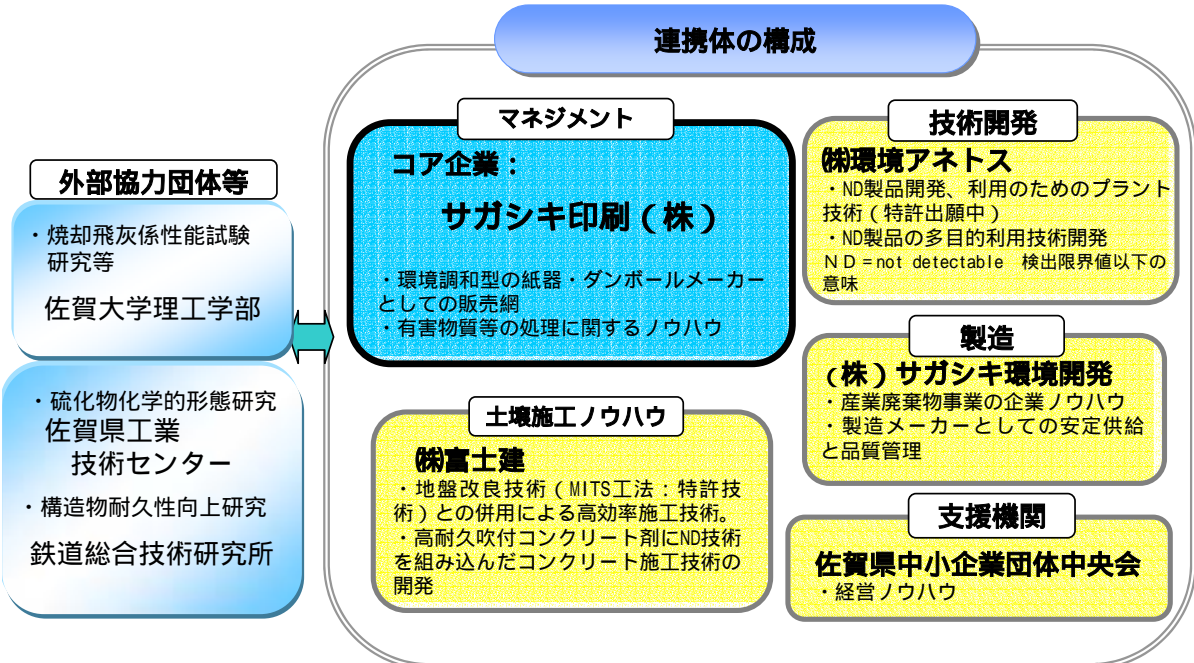 連携体の構成
外部協力団体等
・焼却飛灰係性能試験
研究等
佐賀大学理工学部
・硫化物化学的形態研究
佐賀県工業
技術センター
・構造物耐久性向上研究
鉄道総合技術研究所
マネジメント
コア企業：
サガシキ印刷（株）
・環境調和型の紙器・ダンボールメーカー
としての販売網
・有害物質等の処理に関するノウハウ
土壌施工ノウハウ
㈱富士建
・地盤改良技術（MITS工法：特許技
術）との併用による高効率施工技術。
・高耐久吹付コンクリート剤にND技術
を組み込んだコンクリート施工技術の
開発
技術開発
㈱環境アネトス
・ND製品開発、利用のためのプラント
技術（特許出願中）
・ND製品の多目的利用技術開発
ＮＤ=not detectable　検出限界値以下の
意味
製造
（株）サガシキ環境開発
・産業廃棄物事業の企業ノウハウ
・製造メーカーとしての安定供給
と品質管理
支援機関
佐賀県中小企業団体中央会
・経営ノウハウ